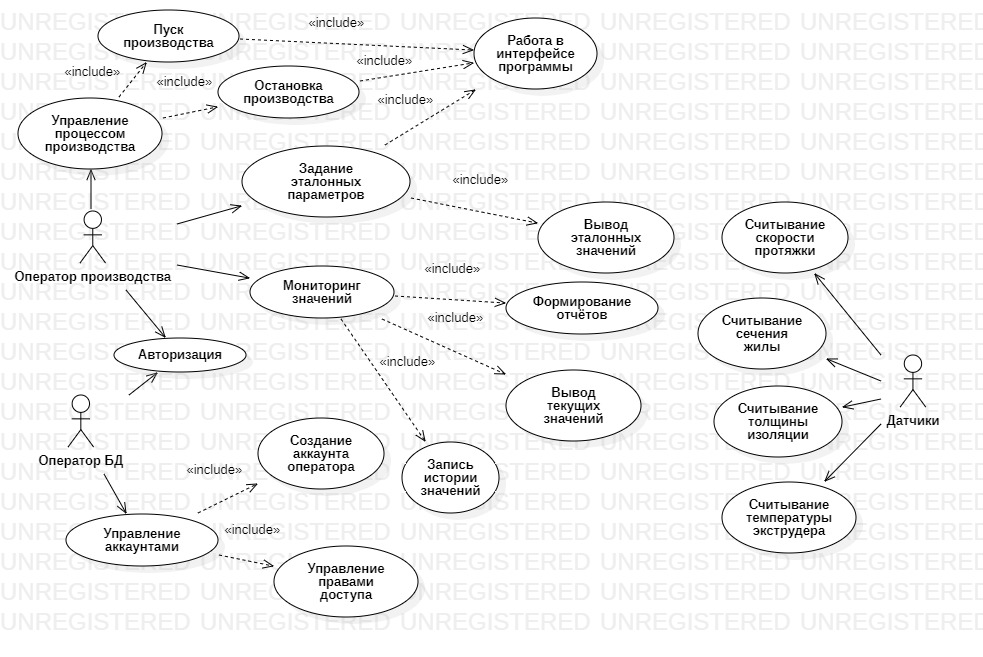 Пуск
производства
«include»
Работа в
интерфейсе
программы
«include»
«include»
«include»
Остановка
производства
«include»
Управление
процессом
производства
Задание
эталонных
параметров
«include»
Вывод
эталонных
значений
Считывание
скорости
протяжки
Оператор производства
Мониторинг
значений
«include»
Формирование
отчётов
«include»
Считывание
сечения
жилы
Авторизация
«include»
Вывод
текущих
значений
Считывание
толщины
изоляции
Датчики
Оператор БД
Создание
аккаунта
оператора
«include»
Запись
истории
значений
Считывание
температуры
экструдера
Управление
аккаунтами
«include»
Управление
правами
доступа
UNREGISTERED